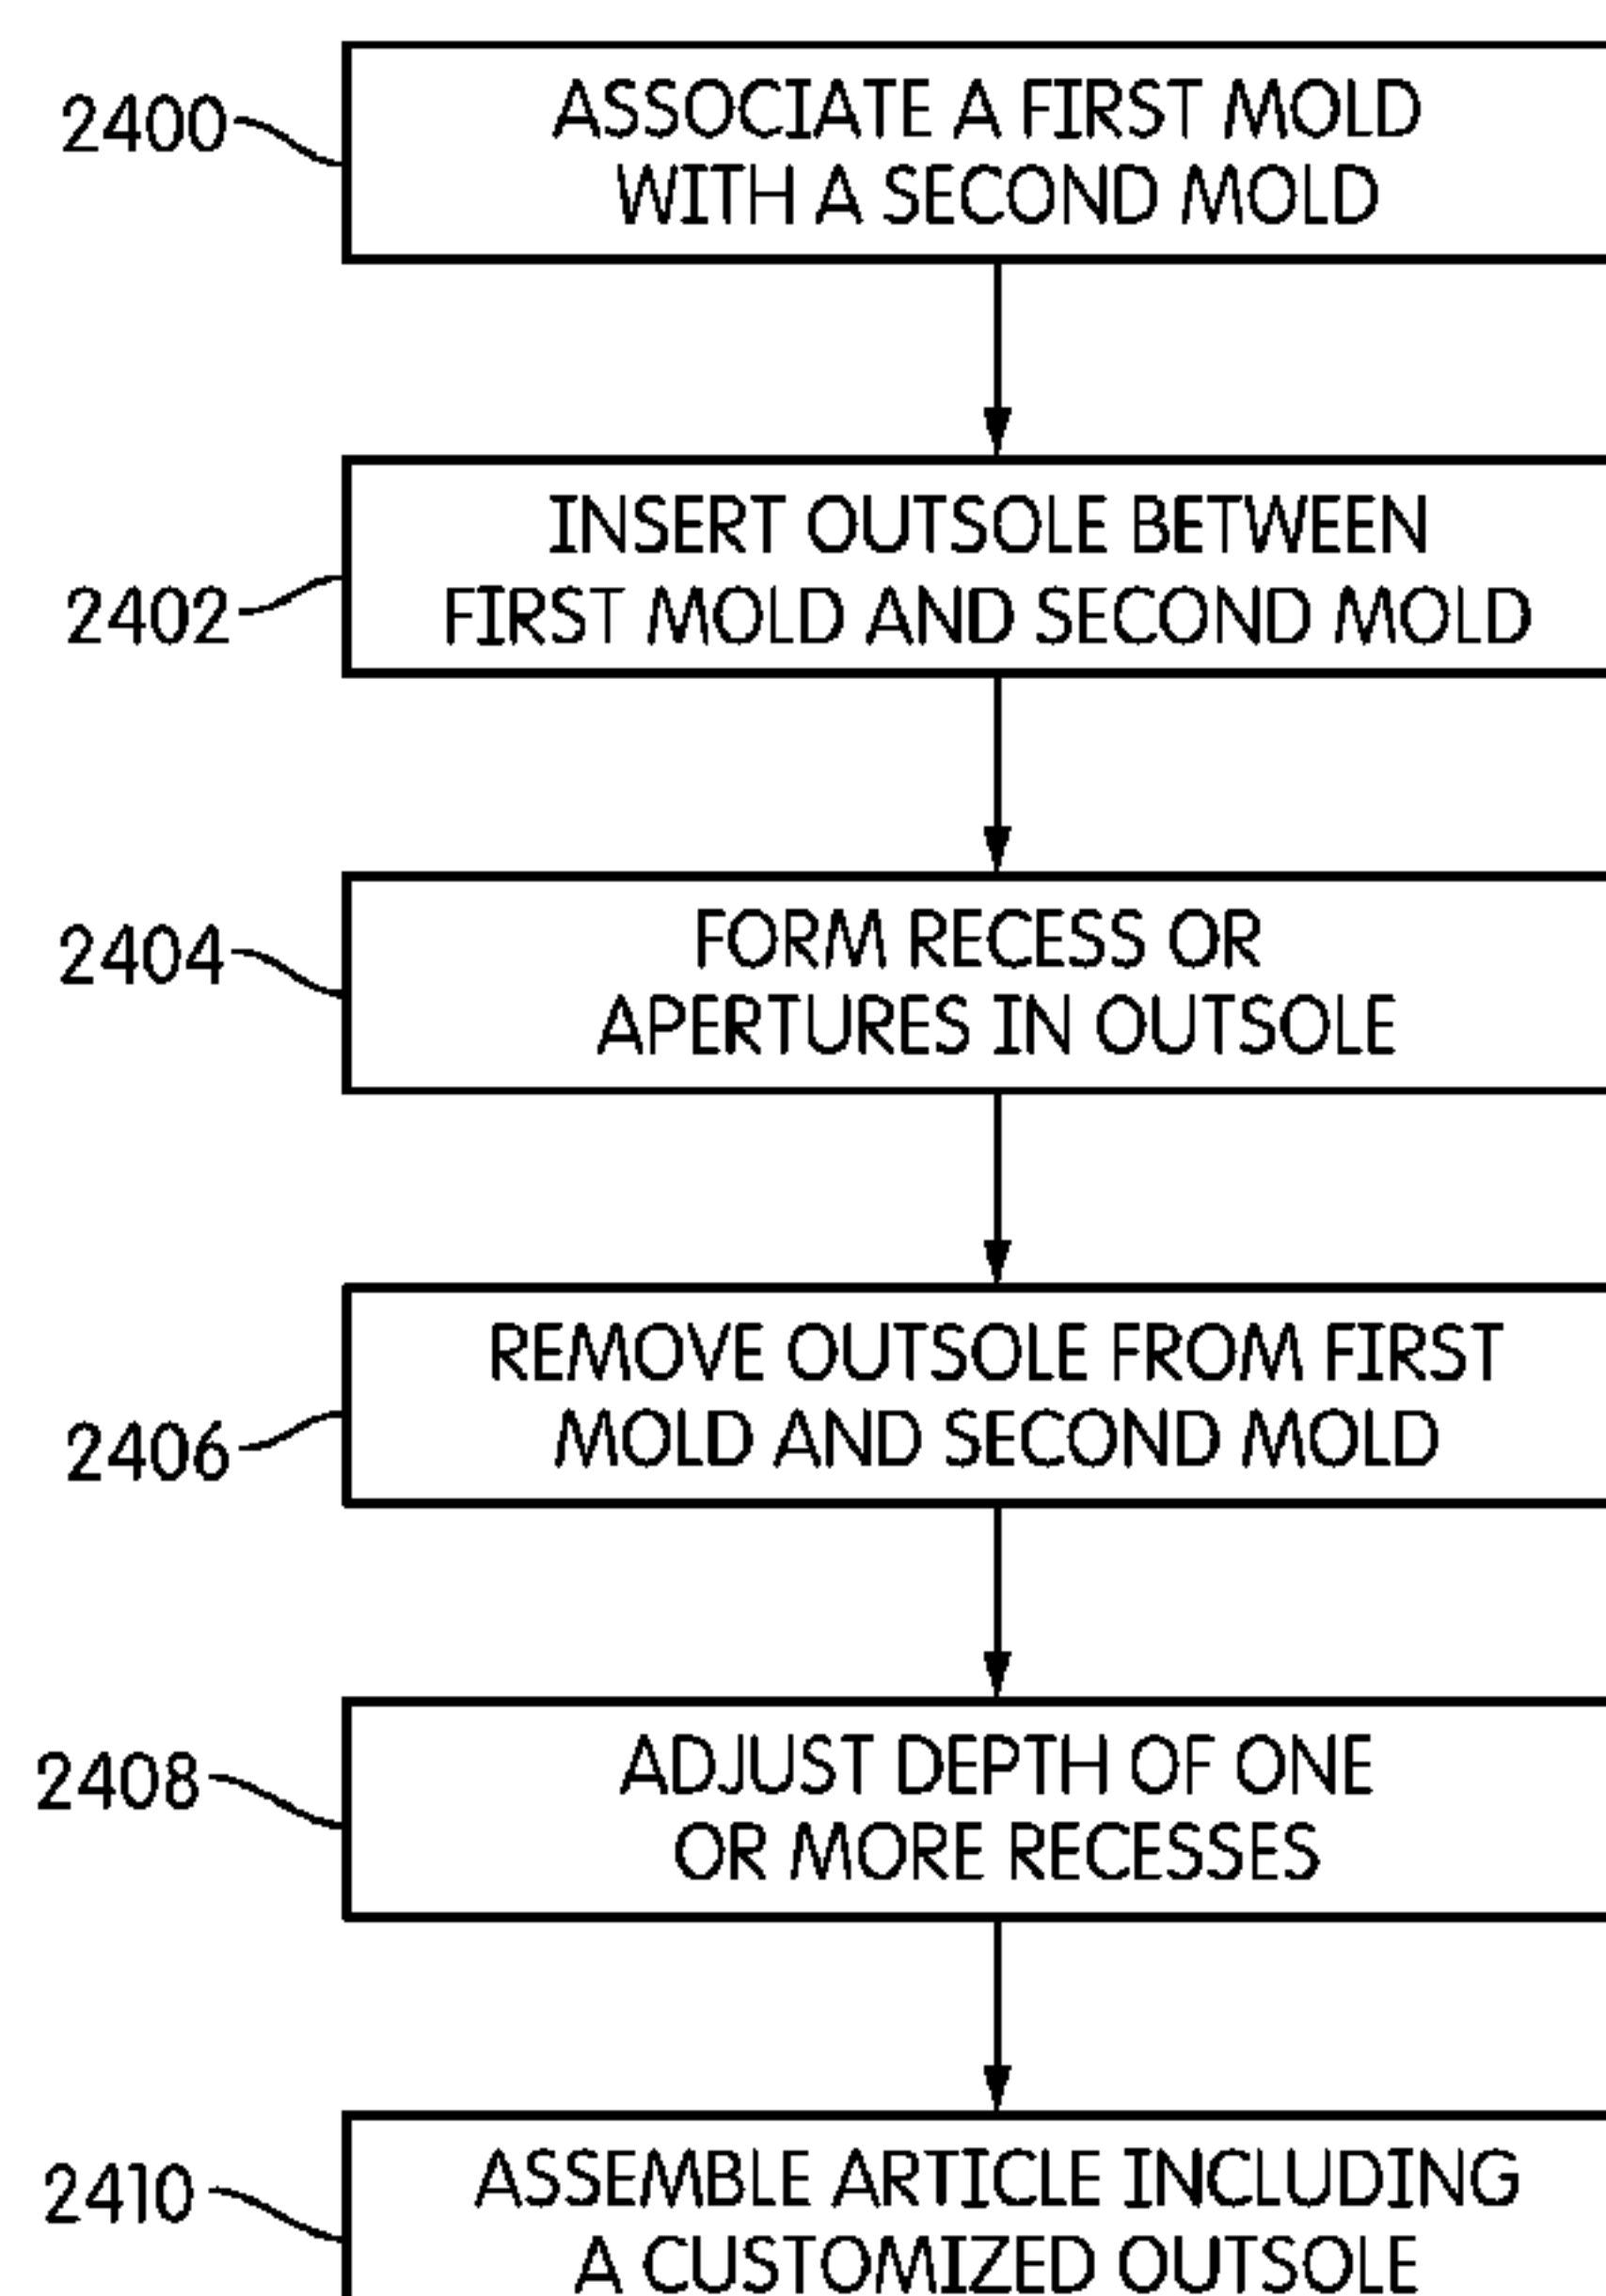 2400
ASSOCIATE A FIRST MOLD
WITH A SECOND MOLD
2402
INSERT OUTSOLE BETWEEN
FIRST MOLD AND SECOND MOLD
2404
FORM RECESS OR
APERTURES IN OUTSOLE
2406
REMOVE OUTSOLE FROM FIRST
MOLD AND SECOND MOLD
2408
ADJUST DEPTH OF ONE
OR MORE RECESSES
2410
ASSEMBLE ARTICLE INCLUDING
A CUSTOMIZED OUTSOLE